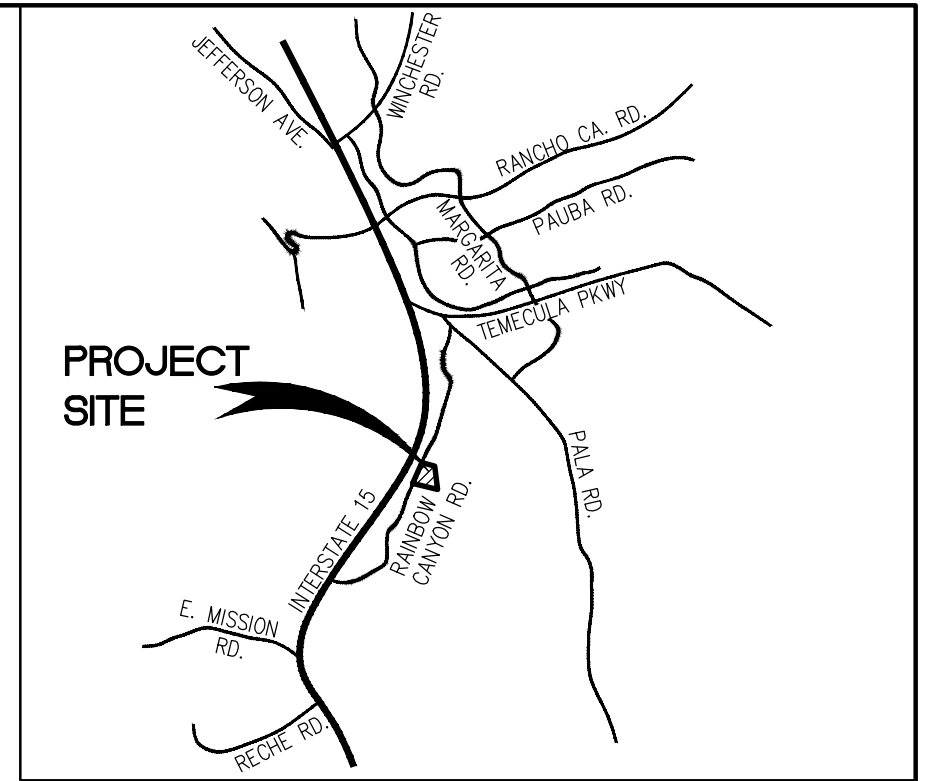 JEFFERSON AVE.
WINCHESTER
RD.
RANCHO CA. RD.
PAUBA RD.
MARGARITA
RD.
TEMECULA PKWY
PROJECT
SITE
PALA RD.
INTERSTATE 15
RAINBOW
CANYON RD.
E. MISSION
RD.
RECHE RD.